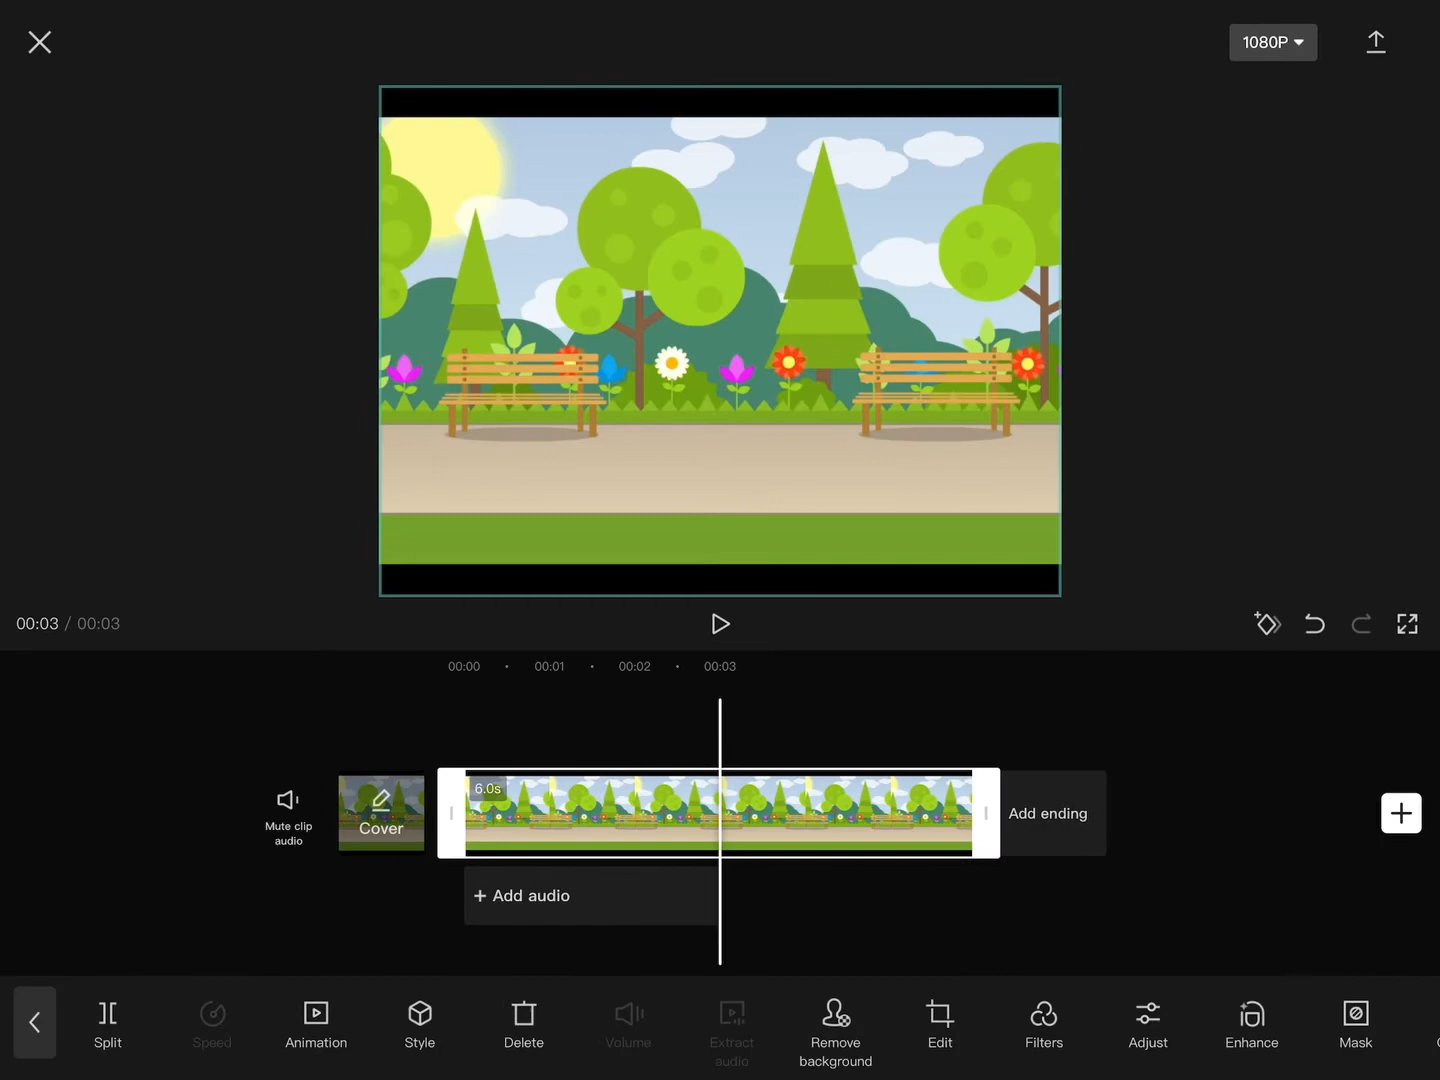 1080P
00:03 / 00:03
00:00 00:01 00:02 00:03
Mute clip
audio
Cover
6.0s
Add ending
+ Add audio
Split
Speed
Animation
Style
Delete
Volume
Extract
audio
Remove
background
Edit
Filters
Adjust
Enhance
Mask